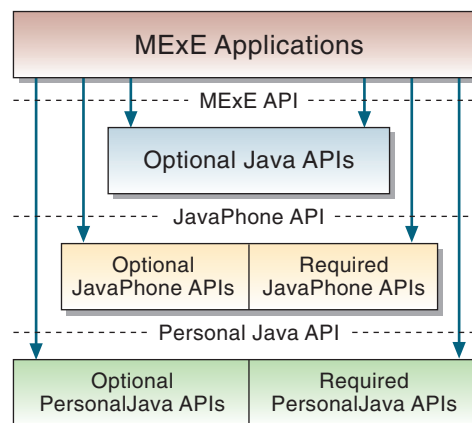 MExE Applications
MExE API
Optional Java APIs
JavaPhone API
Optional
JavaPhone APIs
Required
JavaPhone APIs
Personal Java API
Optional
PersonalJava APIs
Required
PersonalJava APIs